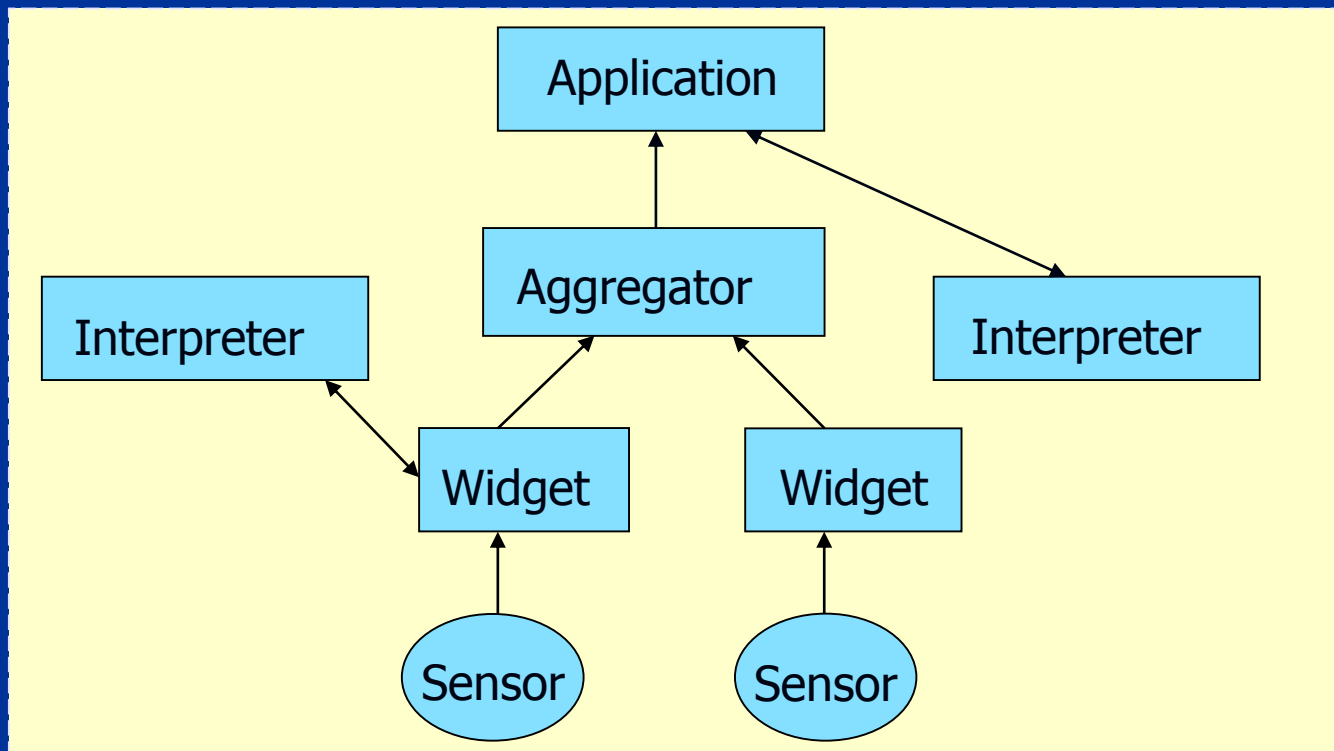 Application
Aggregator
Interpreter
Interpreter
Widget
Widget
Sensor
Sensor